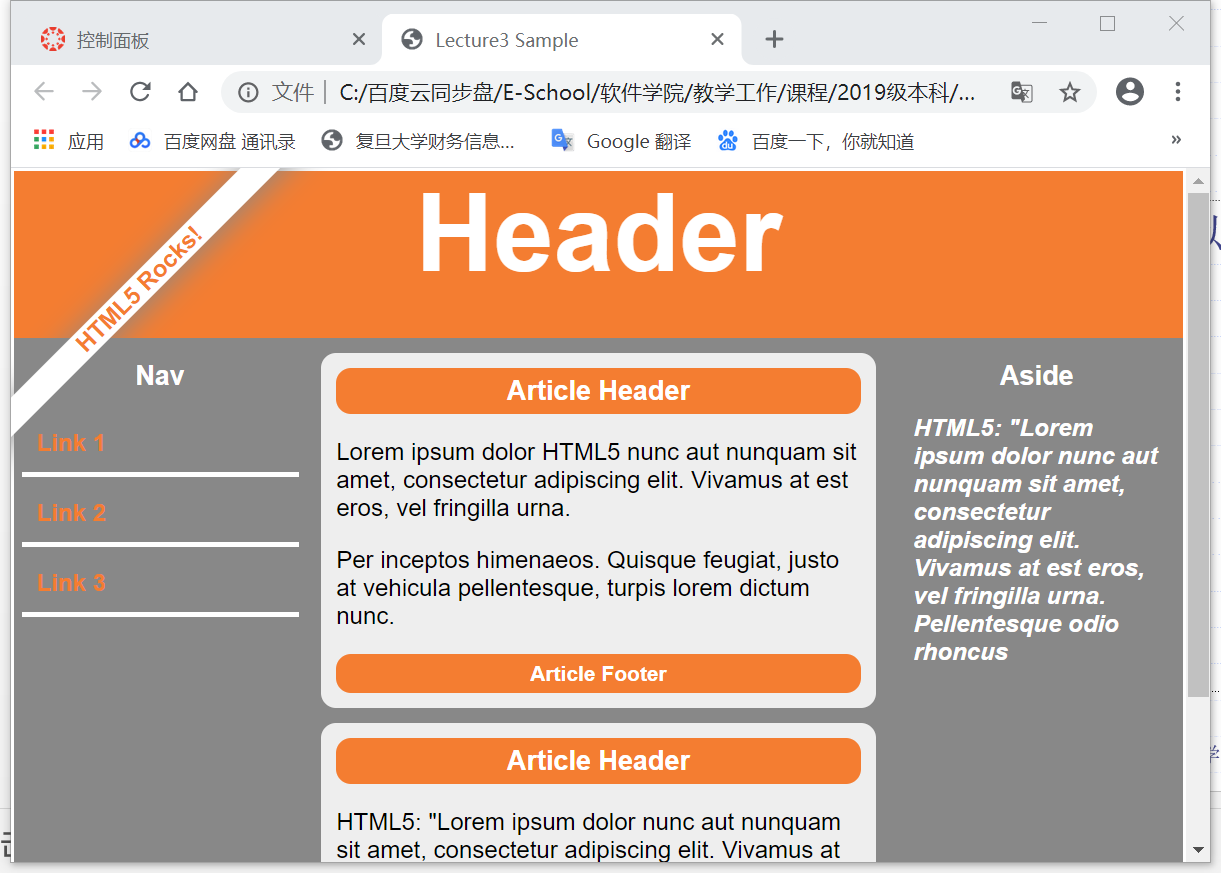 控制面板
Lecture3 Sample
文件
C:/百度云同步盘/E-School/软件学院/教学工作/课程/2019级本科/...
应用
百度网盘 通讯录
复旦大学财务信息...
Google 翻译
百度一下，你就知道
»
Header
HTML5 Rocks!
Nav
Link 1
Link 2
Link 3
Article Header
Lorem ipsum dolor HTML5 nunc aut nunquam sit
amet, consectetur adipiscing elit. Vivamus at est
eros, vel fringilla urna.
Per inceptos himenaeos. Quisque feugiat, justo
at vehicula pellentesque, turpis lorem dictum
nunc.
Article Footer
Article Header
HTML5: "Lorem ipsum dolor nunc aut nunquam
sit amet, consectetur adipiscing elit. Vivamus at
Aside
HTML5: "Lorem
ipsum dolor nunc aut
nunquam sit amet,
consectetur
adipiscing elit.
Vivamus at est eros,
vel fringilla urna.
Pellentesque odio
rhoncus